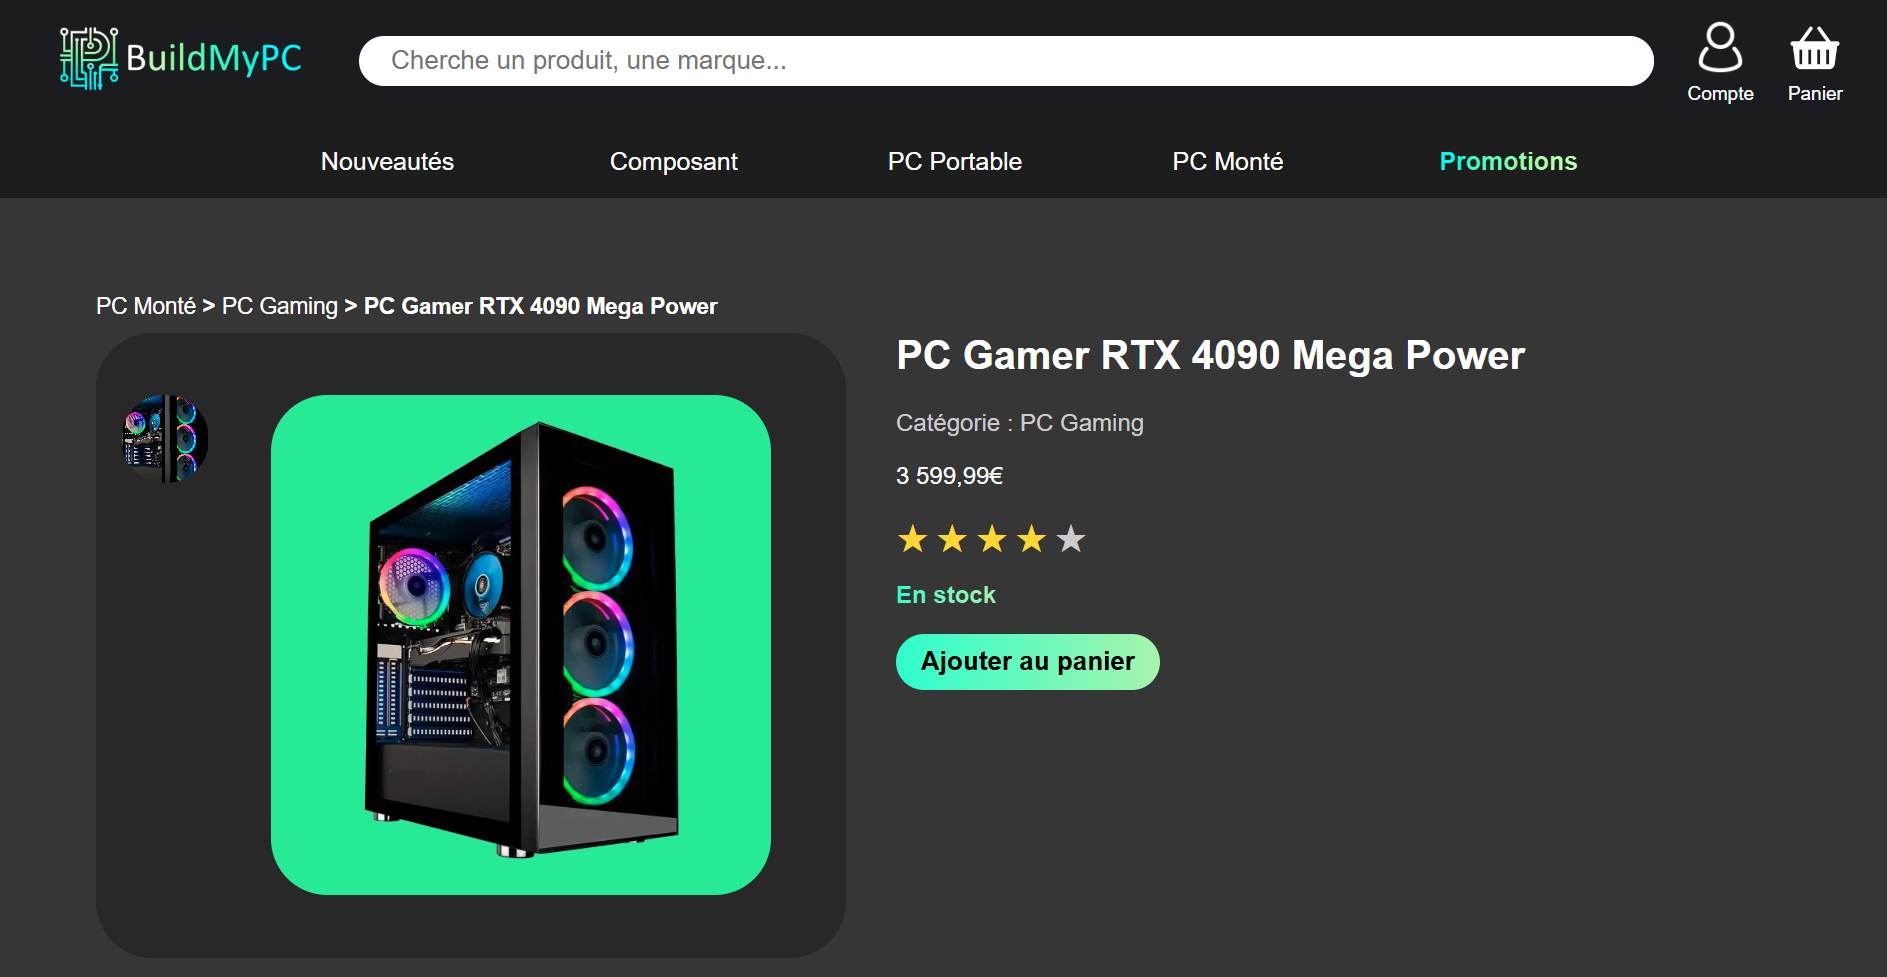 BuildMyPC
Cherche un produit, une marque...
Compte
Panier
Nouveautés
Composant
PC Portable
PC Monté
Promotions
PC Monté > PC Gaming > PC Gamer RTX 4090 Mega Power
PC Gamer RTX 4090 Mega Power
Catégorie : PC Gaming
3 599,99€
En stock
Ajouter au panier